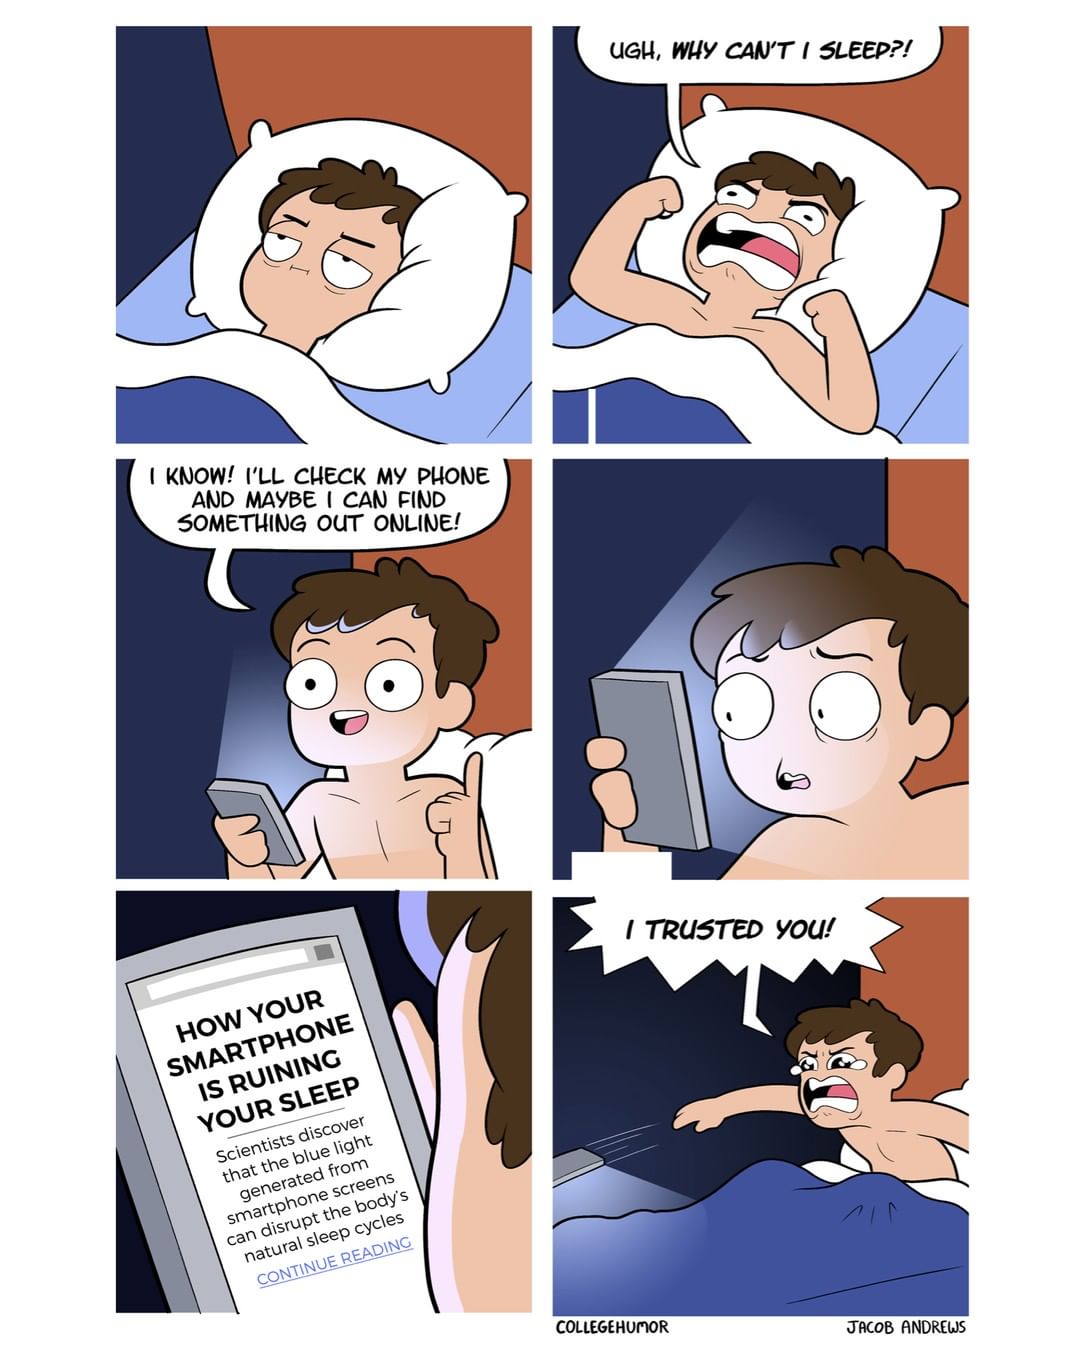 UGH, WHY CAN'T I SLEEP?!
I KNOW! I'LL CHECK MY PHONE
AND MAYBE I CAN FIND
SOMETHING OUT ONLINE!
HOW YOUR
SMARTPHONE
IS RUINING
YOUR SLEEP
Scientists discover
that the blue light
generated from
smartphone screens
can disrupt the body's
natural sleep cycles
CONTINUE READING
I TRUSTED YOU!
COLLEGEHUMOR
JACOB ANDREWS